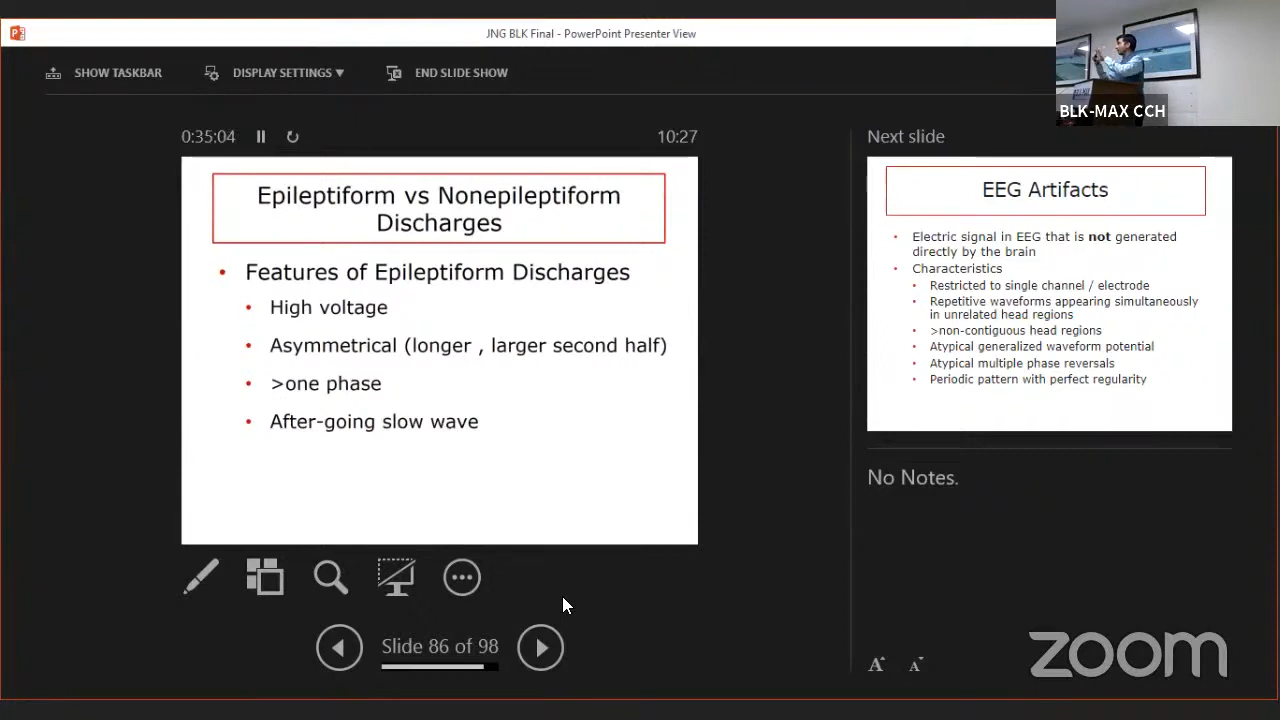 JNG BLK Final - PowerPoint Presenter View
SHOW TASKBAR
DISPLAY SETTINGS ▼
END SLIDE SHOW
BLK-MAX CCH
0:35:04
10:27
Epileptiform vs Nonepileptiform
Discharges
• Features of Epileptiform Discharges
• High voltage
• Asymmetrical (longer , larger second half)
• >one phase
• After-going slow wave
Slide 86 of 98
Next slide
EEG Artifacts
• Electric signal in EEG that is not generated
directly by the brain
• Characteristics
• Restricted to single channel / electrode
• Repetitive waveforms appearing simultaneously
in unrelated head regions
• >non-contiguous head regions
• Atypical generalized waveform potential
• Atypical multiple phase reversals
• Periodic pattern with perfect regularity
No Notes.
A A
zoom